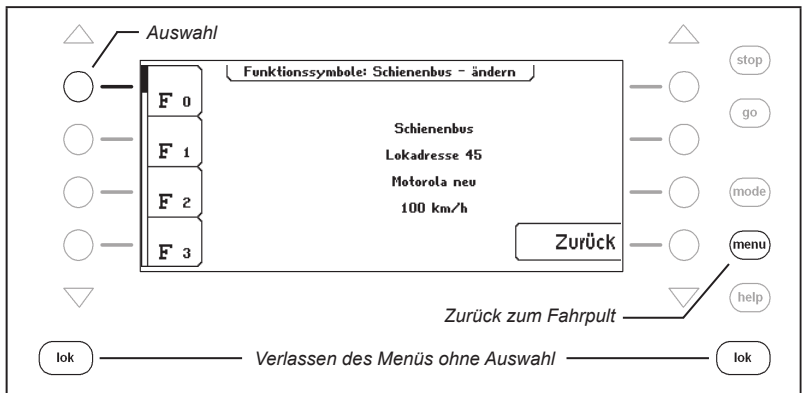 Auswahl
stop
Funktionssymbole: Schienenbus - ändern
F 0
go
Schienenbus
F 1
Lokadresse 45
Motorola neu
mode
F 2
100 km/h
Zurück
menu
F 3
help
Zurück zum Fahrpult
lok
Verlassen des Menüs ohne Auswahl
lok